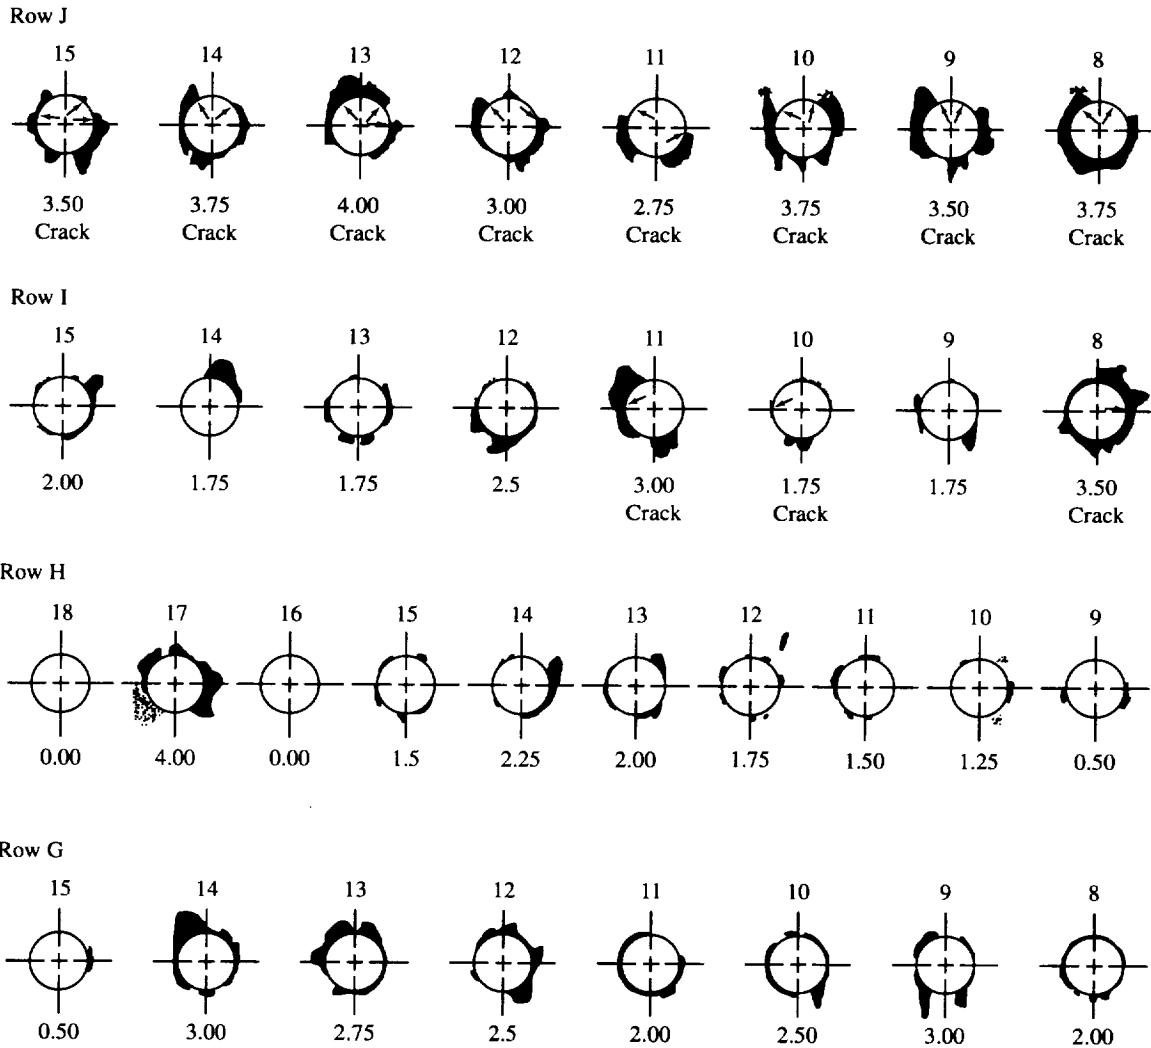 Row J
15 14 13 12 11 10 9 8
3.50 3.75 4.00 3.00 2.75 3.75 3.50 3.75
Crack Crack Crack Crack Crack Crack Crack Crack
Row I
15 14 13 12 11 10 9 8
2.00 1.75 1.75 2.5 3.00 1.75 1.75 3.50
Crack Crack Crack
Row H
18 17 16 15 14 13 12 11 10 9
0.00 4.00 0.00 1.5 2.25 2.00 1.75 1.50 1.25 0.50
Row G
15 14 13 12 11 10 9 8
0.50 3.00 2.75 2.5 2.00 2.50 3.00 2.00